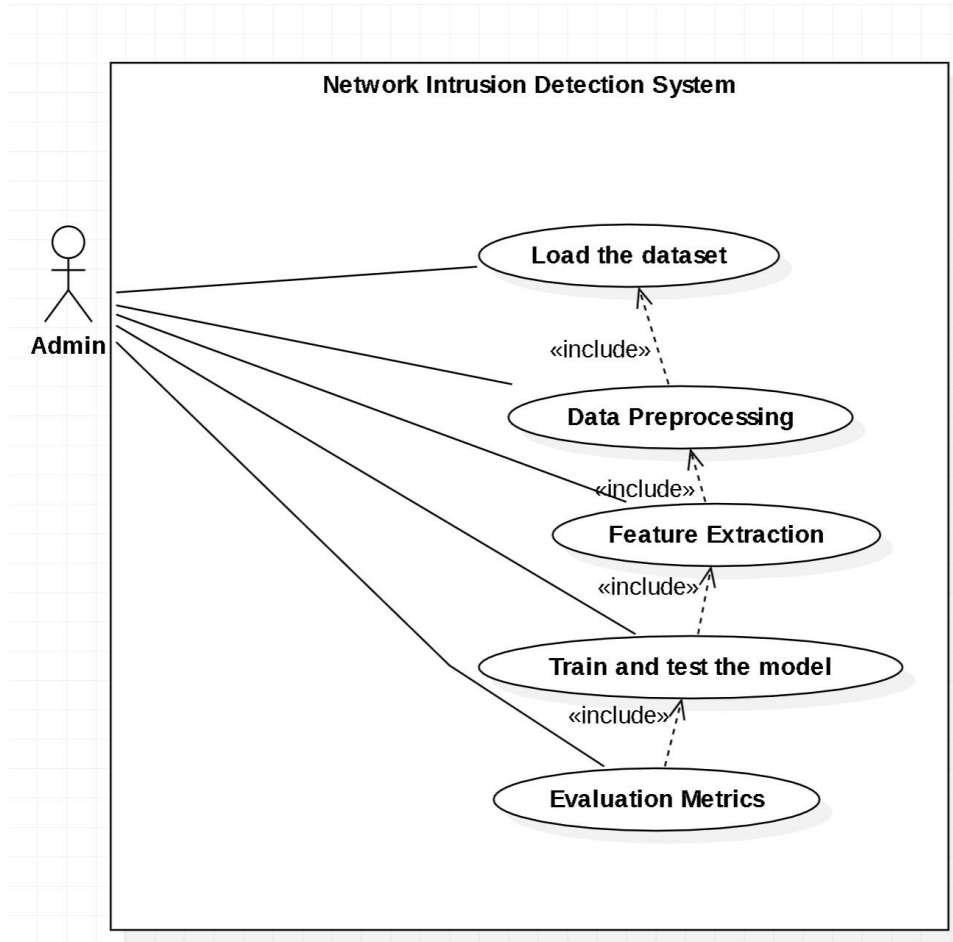 Network Intrusion Detection System
Load the dataset
Admin
«include»
Data Preprocessing
«include»
Feature Extraction
«include»
Train and test the model
«include»
Evaluation Metrics